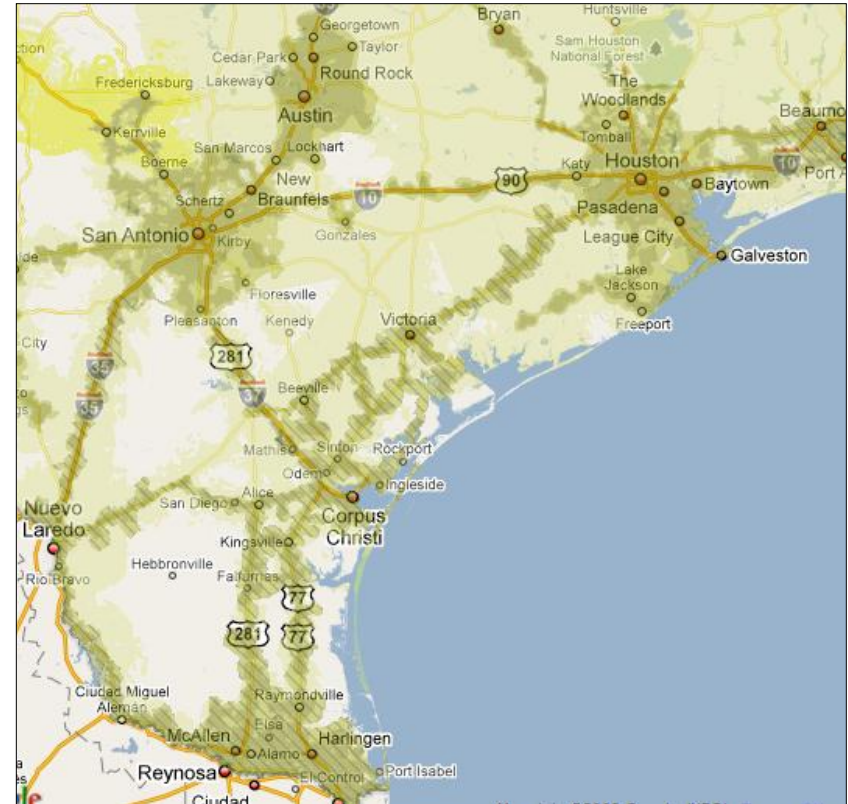 Georgetown
Bryan
Huntsville
Taylor
Cedar Park
Sam Houston
National Forest
Round Rock
Fredericksburg
Lakeway
The
Woodlands
Austin
Beaumo
Kerrville
Tomball
San Marcos
Lockhart
Boerne
Houston
Katy
10
New
Braunfels
90
Baytown
Port A
Schertz
10
Pasadena
San Antonio
Kirby
Gonzales
League City
Galveston
Lake
Jackson
Floresville
Freeport
Pleasanton
Kenedy
Victoria
City
281
35
Beeville
37
35
Mathis
Sinton
Rockport
Odem
Ingleside
San Diego
Alice
Nuevo
Laredo
Corpus
Christi
Kingsville
Hebbronville
Rio Bravo
Falfurrias
77
281
77
Ciudad Miguel
Alemán
Raymondville
Elsa
McAllen
Harlingen
Alamo
Reynosa
El Control
Port Isabel
Ciudad